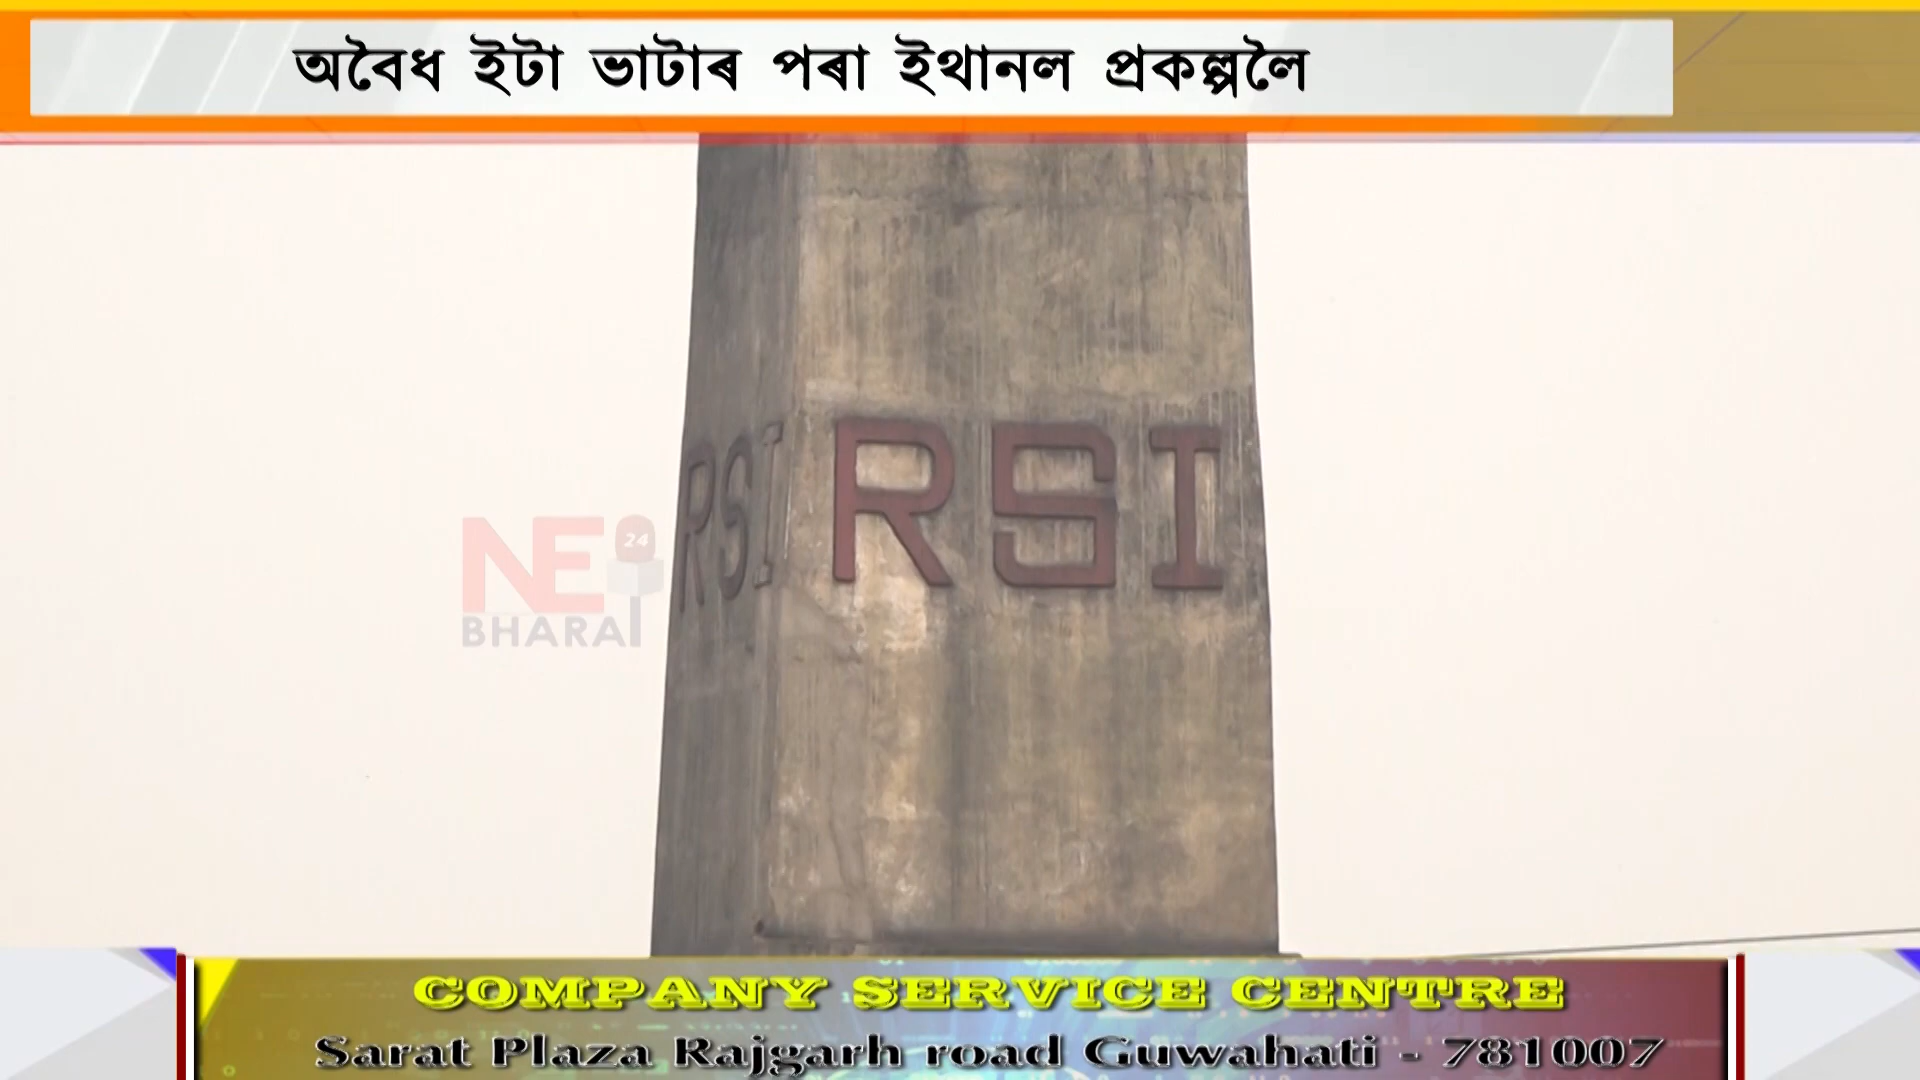 অবৈধ ইটা ভাটাৰ পৰা ইথানল প্ৰকল্পলৈ
RSI RSI
NE 24
BHARAT
COMPANY SERVICE CENTRE
Sarat Plaza Rajgarh road Guwahati - 781007